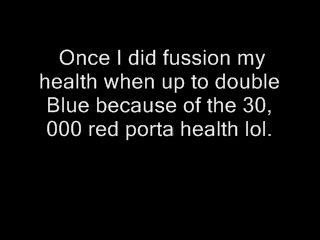 Once I did fussion my
health when up to double
Blue because of the 30,
000 red porta health lol.